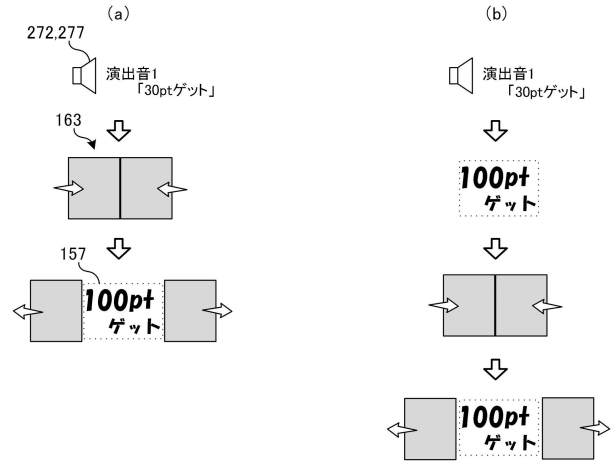 (a)
272,277
演出音1
「30ptゲット」
163
157
100pt
ゲット
(b)
演出音1
「30ptゲット」
100pt
ゲット
100pt
ゲット